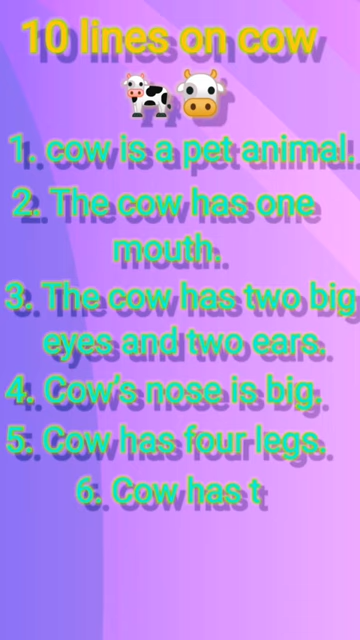 10 lines on cow
🐄🐮
1. cow is a pet animal.
2. The cow has one
mouth.
3. The cow has two big
eyes and two ears.
4. Cow's nose is big.
5. Cow has four legs.
6. Cow has t